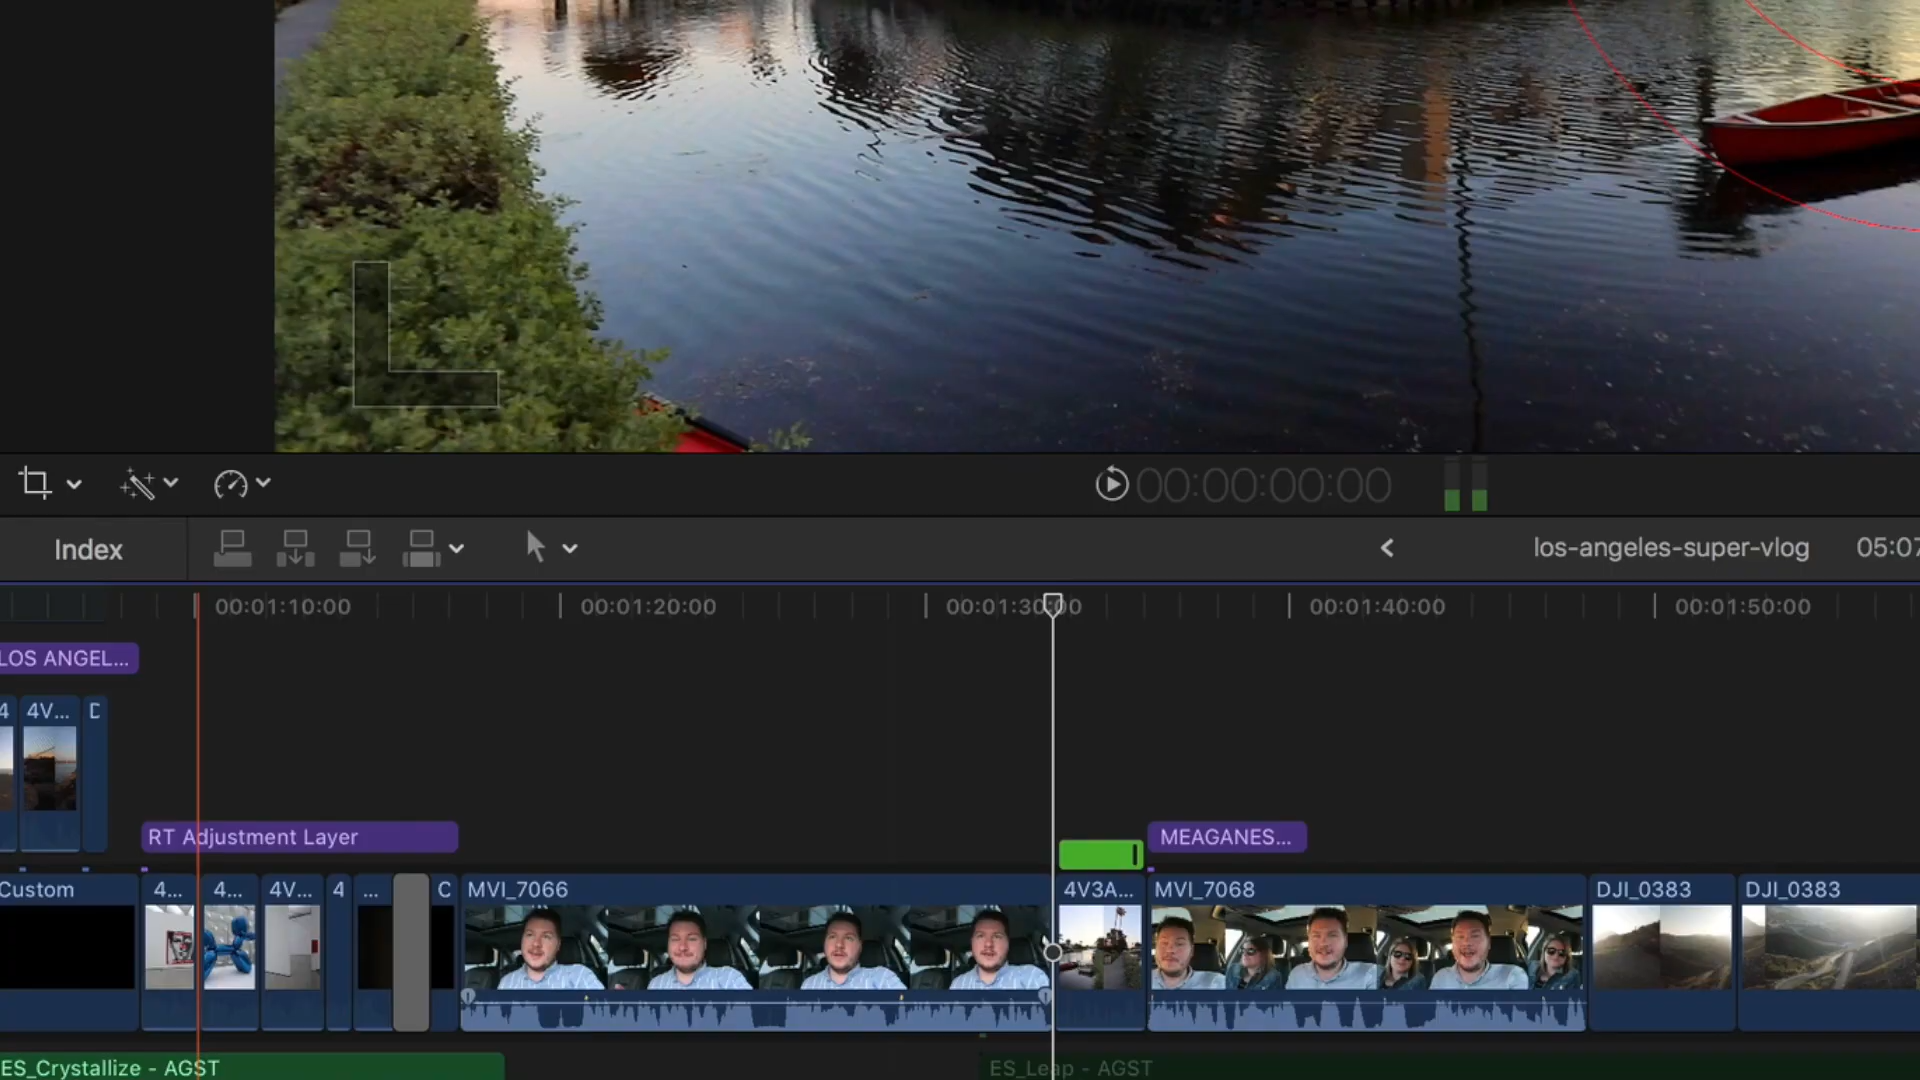 L
00:00:00:00
Index
los-angeles-super-vlog 05:07
00:01:10:00 00:01:20:00 00:01:30:00 00:01:40:00 00:01:50:00
LOS ANGEL...
4 4V... D
RT Adjustment Layer MEAGANES...
Custom 4... 4... 4V... 4 ... C MVI_7066 4V3A... MVI_7068 DJI_0383 DJI_0383
ES_Crystallize - AGST ES_Leap - AGST